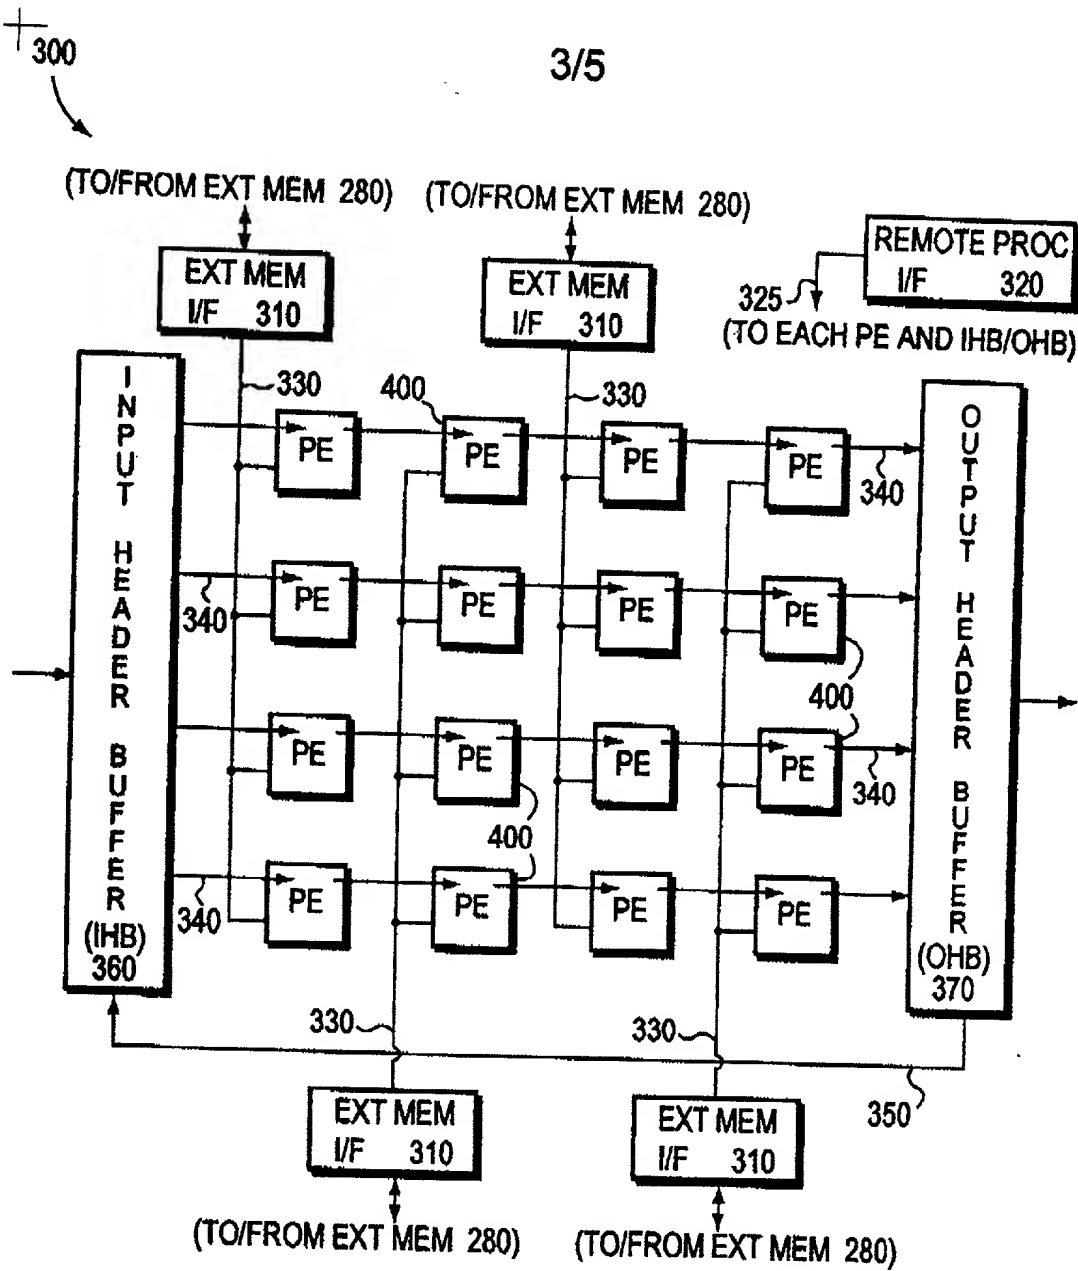 300
3/5
(TO/FROM EXT MEM 280)
(TO/FROM EXT MEM 280)
EXT MEM
I/F 310
EXT MEM
I/F 310
REMOTE PROC
I/F 320
325
(TO EACH PE AND IHB/OHB)
330
400
330
INPUT HEADER BUFFER
(IHB)
360
PE
PE
PE
PE
340
OUTPUT HEADER BUFFER
(OHB)
370
340
PE
PE
PE
PE
400
PE
PE
PE
PE
340
400
340
PE
PE
PE
PE
330
330
350
EXT MEM
I/F 310
EXT MEM
I/F 310
(TO/FROM EXT MEM 280)
(TO/FROM EXT MEM 280)